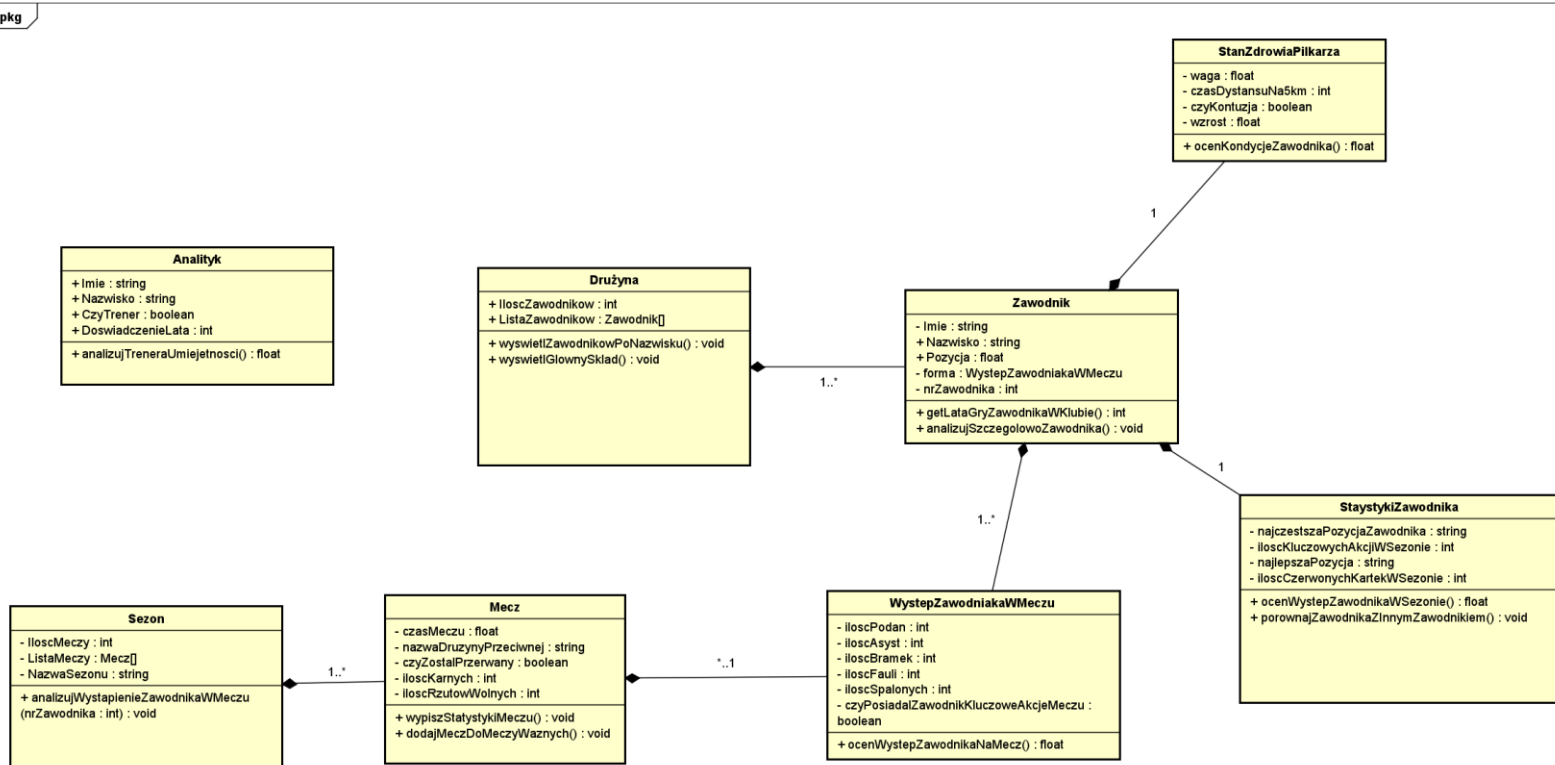 pkg
StanZdrowiaPilkarza
- waga : float
- czasDystansuNa5km : int
- czyKontuzja : boolean
- wzrost : float
+ ocenKondycjeZawodnika() : float
1
Analityk
+ Imie : string
+ Nazwisko : string
+ CzyTrener : boolean
+ DoswiadczenieLata : int
+ analizujTreneraUmiejetnosci() : float
Drużyna
+ IloscZawodnikow : int
+ ListaZawodnikow : Zawodnik[]
+ wyswietlZawodnikowPoNazwisku() : void
+ wyswietlGlownySklad() : void
1..*
Zawodnik
- Imie : string
+ Nazwisko : string
+ Pozycja : float
- forma : WystepZawodniakaWMeczu
- nrZawodnika : int
+ getLataGryZawodnikaWKlubie() : int
+ analizujSzczegolowoZawodnika() : void
1
1..*
StaystykiZawodnika
- najczestszaPozycjaZawodnika : string
- iloscKluczowychAkcjiWSezonie : int
- najlepszaPozycja : string
- iloscCzerwonychKartekWSezonie : int
+ ocenWystepZawodnikaWSezonie() : float
+ porownajZawodnikaZInnymZawodnikiem() : void
Sezon
- IloscMeczy : int
- ListaMeczy : Mecz[]
- NazwaSezonu : string
+ analizujWystapienieZawodnikaWMeczu
(nrZawodnika : int) : void
1..*
Mecz
- czasMeczu : float
- nazwaDruzynyPrzeciwnej : string
- czyZostalPrzerwany : boolean
- iloscKarnych : int
- iloscRzutowWolnych : int
+ wypiszStatystykiMeczu() : void
+ dodajMeczDoMeczyWaznych() : void
*..1
WystepZawodniakaWMeczu
- iloscPodan : int
- iloscAsyst : int
- iloscBramek : int
- iloscFauli : int
- iloscSpalonych : int
- czyPosiadalZawodnikKluczoweAkcjeMeczu :
boolean
+ ocenWystepZawodnikaNaMecz() : float